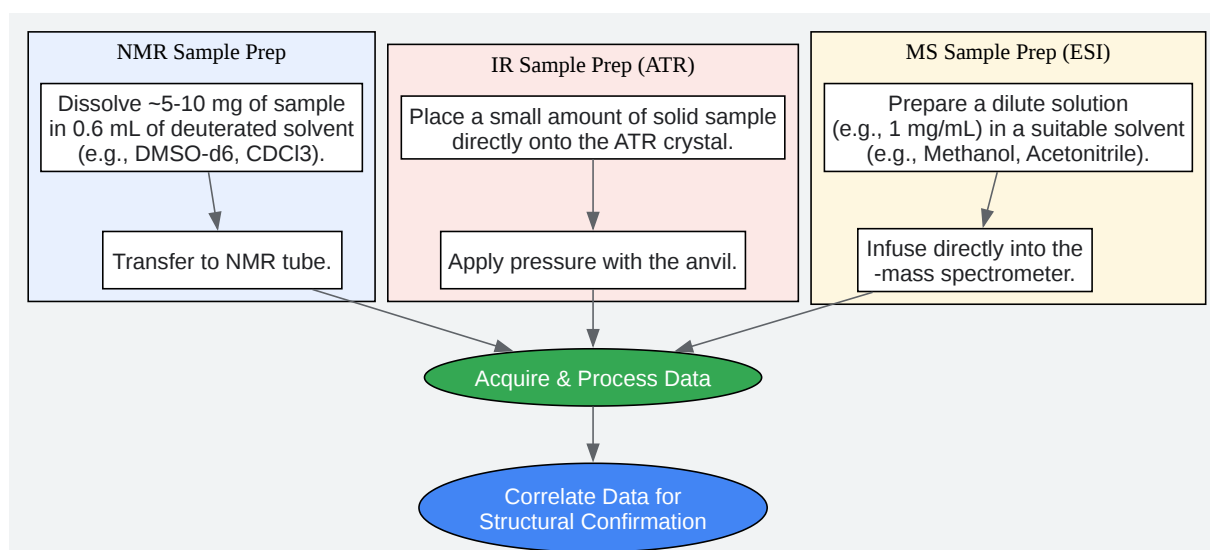 NMR Sample Prep
Dissolve ~5-10 mg of sample
in 0.6 mL of deuterated solvent
(e.g., DMSO-d6, CDCl3).
Transfer to NMR tube.
IR Sample Prep (ATR)
Place a small amount of solid sample
directly onto the ATR crystal.
Apply pressure with the anvil.
MS Sample Prep (ESI)
Prepare a dilute solution
(e.g., 1 mg/mL) in a suitable solvent
(e.g., Methanol, Acetonitrile).
Infuse directly into the
-mass spectrometer.
Acquire & Process Data
Correlate Data for
Structural Confirmation